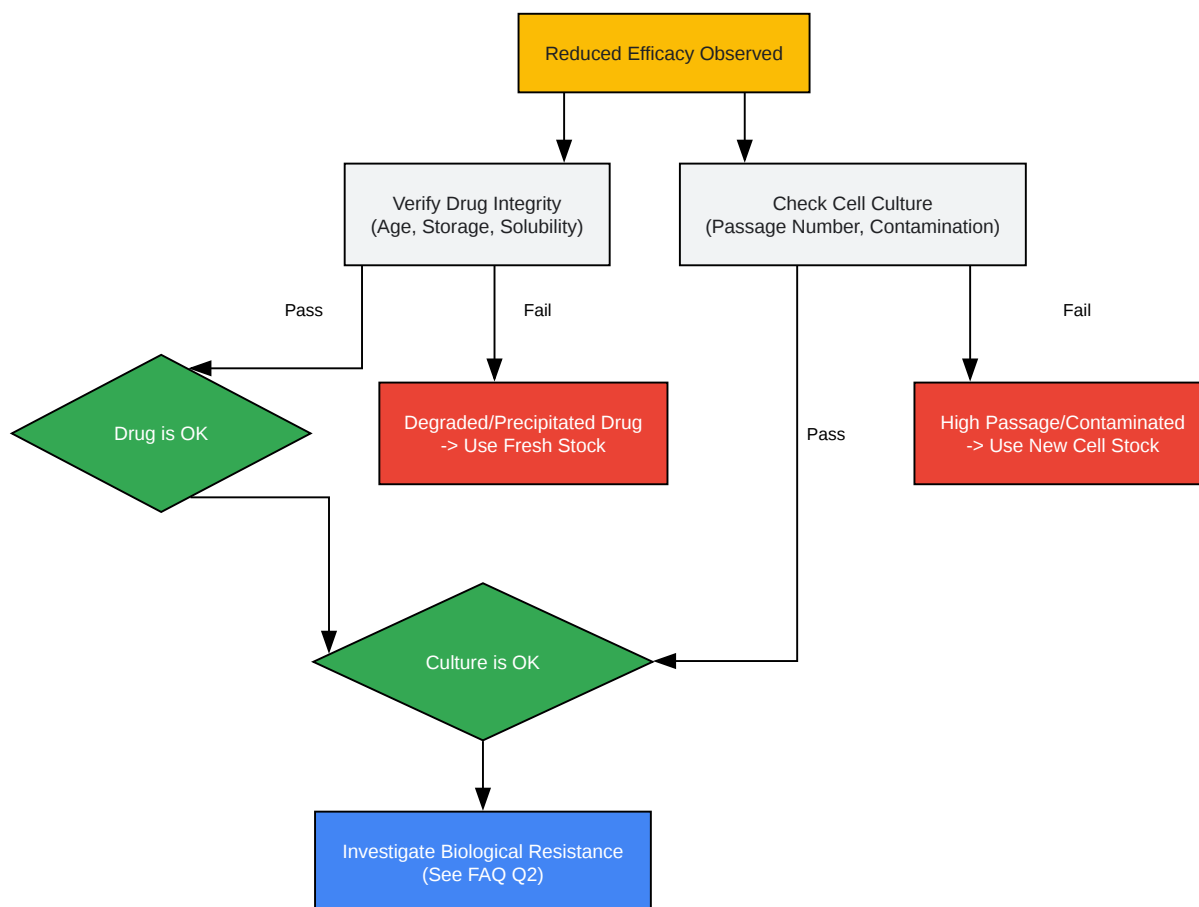 Reduced Efficacy Observed
Verify Drug Integrity
(Age, Storage, Solubility)
Check Cell Culture
(Passage Number, Contamination)
Pass
Fail
Fail
Drug is OK
Degraded/Precipitated Drug
-> Use Fresh Stock
Pass
High Passage/Contaminated
-> Use New Cell Stock
Culture is OK
Investigate Biological Resistance
(See FAQ Q2)